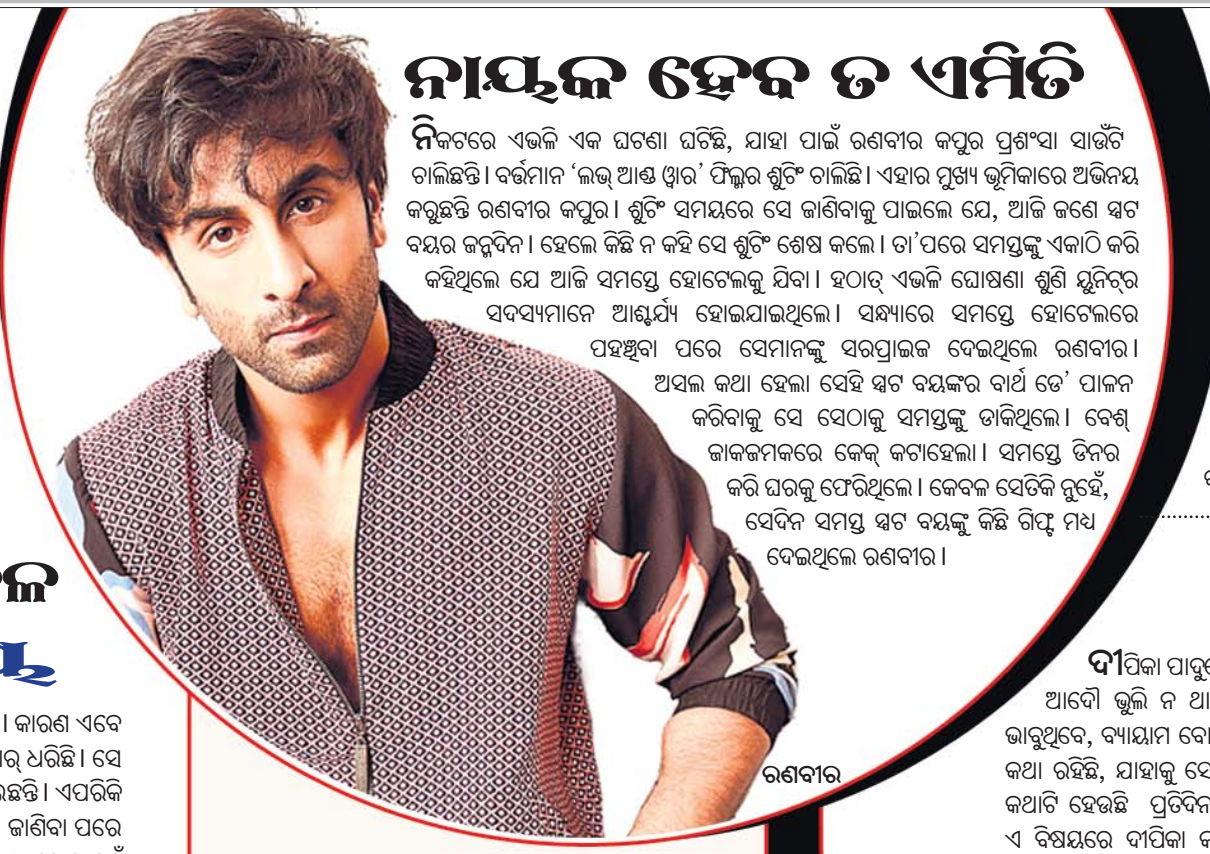 ନାୟକ ହେବ ତ ଏମିତି
ନିକଟରେ ଏଭଳି ଏକ ଘଟଣା ଘଟିଛି, ଯାହା ପାଇଁ ରଣବୀର କପୁର ପ୍ରଶଂସା ସାଉଁଟି
ଚାଲିଛନ୍ତି। ବର୍ତ୍ତମାନ ‘ଲଭ୍ ଆଣ୍ଡ ୱାର’ ଫିଲ୍ମର ଶୁଟିଂ ଚାଲିଛି। ଏହାର ମୁଖ୍ୟ ଭୂମିକାରେ ଅଭିନୟ
କରୁଛନ୍ତି ରଣବୀର କପୁର। ଶୁଟିଂ ସମୟରେ ସେ ଜାଣିବାକୁ ପାଇଲେ ଯେ, ଆଜି ଜଣେ ସ୍ପଟ
ବୟର ଜନ୍ମଦିନ। ହେଲେ କିଛି ନ କହି ସେ ଶୁଟିଂ ଶେଷ କଲେ। ତା’ପରେ ସମସ୍ତଙ୍କୁ ଏକାଠି କରି
କହିଥିଲେ ଯେ ଆଜି ସମସ୍ତେ ହୋଟେଲକୁ ଯିବା। ହଠାତ୍ ଏଭଳି ଘୋଷଣା ଶୁଣି ୟୁନିଟ୍‌ର
ସଦସ୍ୟମାନେ ଆଶ୍ଚର୍ଯ୍ୟ ହୋଇଯାଇଥିଲେ। ସନ୍ଧ୍ୟାରେ ସମସ୍ତେ ହୋଟେଲରେ
ପହଞ୍ଚିବା ପରେ ସେମାନଙ୍କୁ ସରପ୍ରାଇଜ ଦେଇଥିଲେ ରଣବୀର।
ଅସଲ କଥା ହେଲା ସେହି ସ୍ପଟ ବୟଙ୍କର ବାର୍ଥ ଡେ’ ପାଳନ
କରିବାକୁ ସେ ସେଠାକୁ ସମସ୍ତଙ୍କୁ ଡାକିଥିଲେ। ବେଶ୍
ଜାକଜମକରେ କେକ୍ କଟାହେଲା। ସମସ୍ତେ ଡିନର
କରି ଘରକୁ ଫେରିଥିଲେ। କେବଳ ସେତିକି ନୁହେଁ,
ସେଦିନ ସମସ୍ତ ସ୍ପଟ ବୟଙ୍କୁ କିଛି ଗିଫ୍ଟ ମଧ୍ୟ
ଦେଇଥିଲେ ରଣବୀର।
ରଣବୀର
। କାରଣ ଏବେ
ଧରିଛି। ସେ
ଛନ୍ତି। ଏପରିକି
ଜାଣିବା ପରେ
ଦୀପିକା
ଆଦୌ ଭୁଲି ନ
ଭାବୁଥିବେ, ବ୍ୟାୟାମ
କଥା ରହିଛି, ଯାହାକୁ
କଥାଟି ହେଉଛି ପ୍ରତିଦିନ
ଏ ବିଷୟରେ ଦୀପିକା